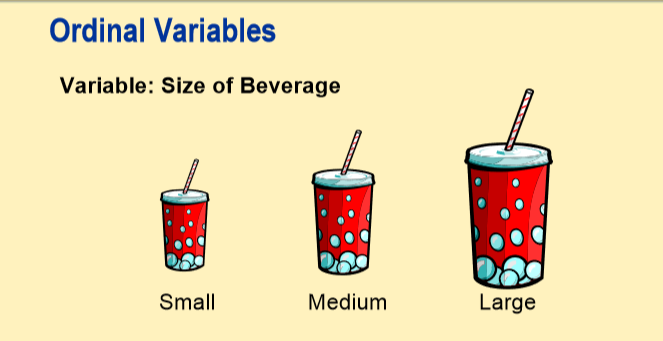 Ordinal Variables
Variable: Size of Beverage
Small Medium Large